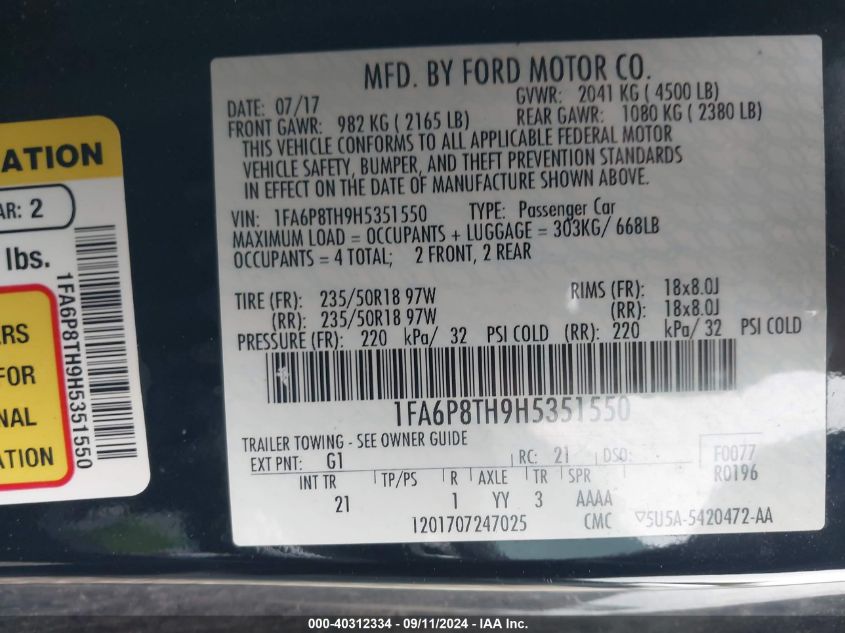 MFD. BY FORD MOTOR CO.
DATE: 07/17 GVWR: 2041 KG ( 4500 LB)
FRONT GAWR: 982 KG ( 2165 LB) REAR GAWR: 1080 KG ( 2380 LB)
THIS VEHICLE CONFORMS TO ALL APPLICABLE FEDERAL MOTOR
VEHICLE SAFETY, BUMPER, AND THEFT PREVENTION STANDARDS
IN EFFECT ON THE DATE OF MANUFACTURE SHOWN ABOVE.
VIN: 1FA6P8TH9H5351550 TYPE: Passenger Car
MAXIMUM LOAD = OCCUPANTS + LUGGAGE = 303KG/ 668LB
OCCUPANTS = 4 TOTAL; 2 FRONT, 2 REAR
TIRE (FR): 235/50R18 97W RIMS (FR): 18x8.0J
(RR): 235/50R18 97W (RR): 18x8.0J
PRESSURE (FR): 220 kPa/ 32 PSI COLD (RR): 220 kPa/ 32 PSI COLD
1FA6P8TH9H5351550
TRAILER TOWING - SEE OWNER GUIDE
EXT PNT: G1 RC: 21 DSO: F0077
R0196
INT TR TP/PS R AXLE TR SPR
21 1 YY 3 AAAA
I201707247025 CMC ▽5U5A-5420472-AA
ATION
AR: 2
lbs.
1FA6P8TH9H5351550
RS
FOR
NAL
ATION
000-40312334 - 09/11/2024 - IAA Inc.